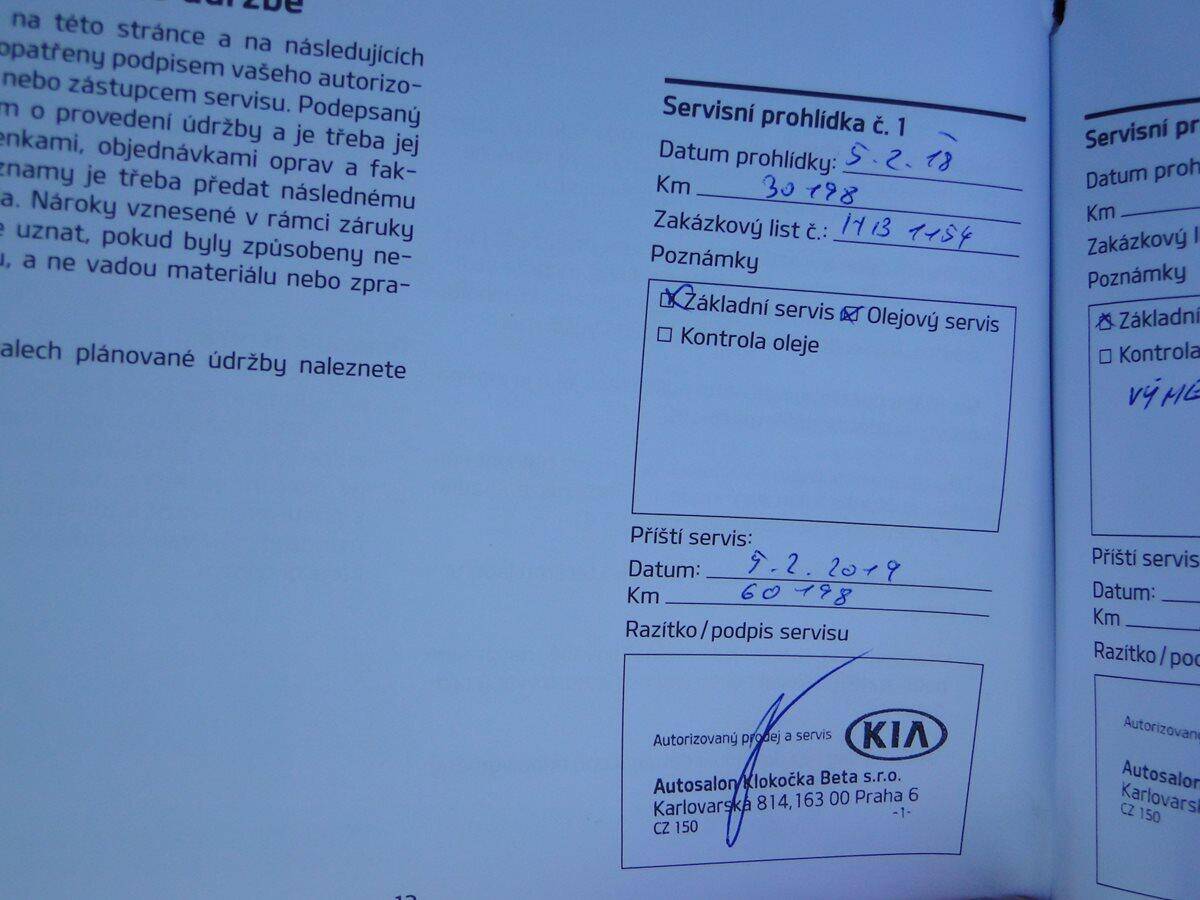 údržbě
na této stránce a na následujících
opatřeny podpisem vašeho autorizo-
nebo zástupcem servisu. Podepsaný
m o provedení údržby a je třeba jej
enkami, objednávkami oprav a fak-
znamy je třeba předat následnému
a. Nároky vznesené v rámci záruky
e uznat, pokud byly způsobeny ne-
u, a ne vadou materiálu nebo zpra-
alech plánované údržby naleznete
Servisní prohlídka č. 1
Datum prohlídky: 5.2.18
Km 30 198
Zakázkový list č.: 1154
Poznámky
Základní servis Olejový servis
Kontrola oleje
Příští servis:
Datum: 5.2.2019
Km 60 198
Razítko/podpis servisu
Autorizovaný prodej a servis KIA
Autosalon Klokočka Beta s.r.o.
Karlovarská 814,163 00 Praha 6
CZ 150 -1-
Servisní pr
Datum proh
Km
Zakázkový l
Poznámky
Základní
Kontrola
VÝMĚ
Příští servis
Datum:
Km
Razítko/pod
Autorizovan
Autosalon
Karlovarsk
CZ 150